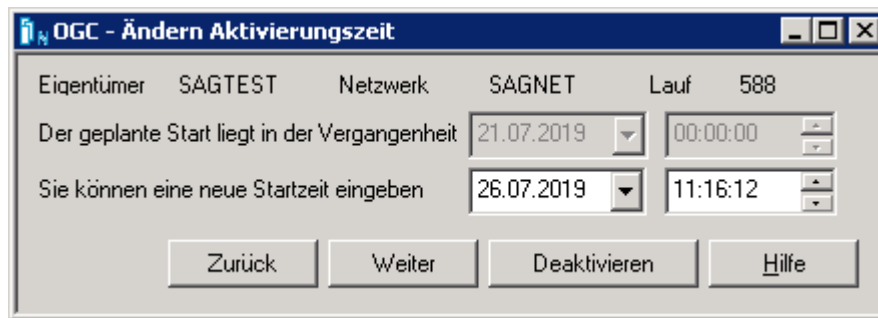 OGC - Ändern Aktivierungszeit
Eigentümer SAGTEST Netzwerk SAGNET Lauf 588
Der geplante Start liegt in der Vergangenheit 21.07.2019 00:00:00
Sie können eine neue Startzeit eingeben 26.07.2019 11:16:12
Zurück Weiter Deaktivieren Hilfe